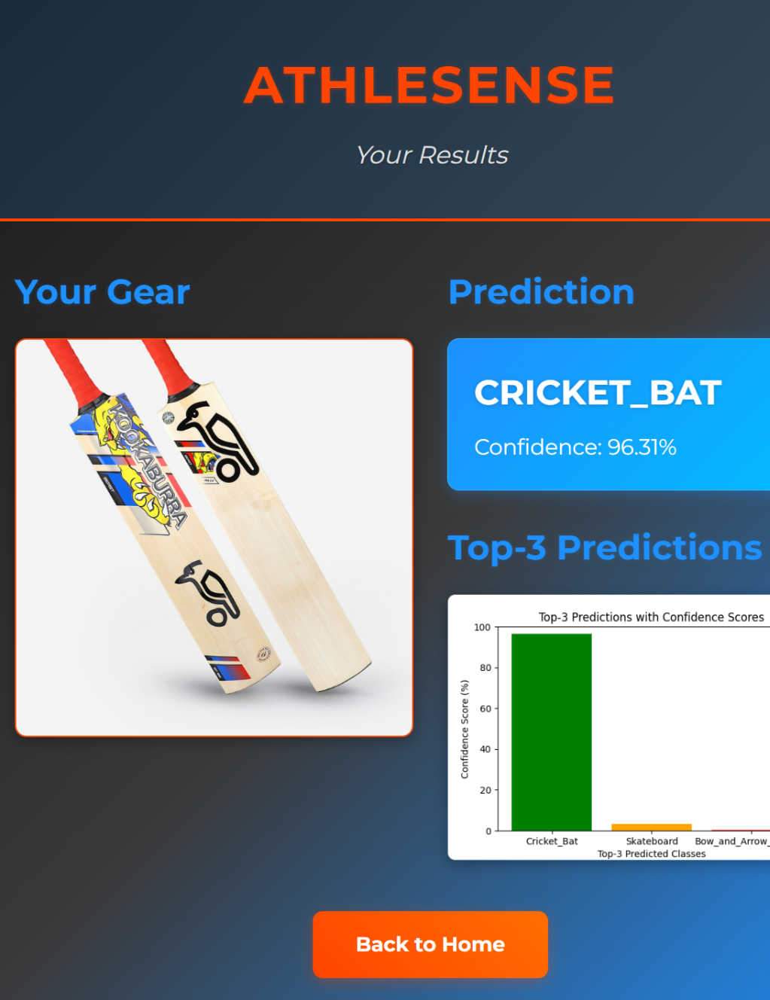 ATHLESENSE
Your Results
Your Gear
KOOKABURRA
Prediction
CRICKET_BAT
Confidence: 96.31%
Top-3 Predictions
Top-3 Predictions with Confidence Scores
100
80
60
40
20
0
Confidence Score (%)
Cricket_Bat
Skateboard
Bow_and_Arrow_
Top-3 Predicted Classes
Back to Home